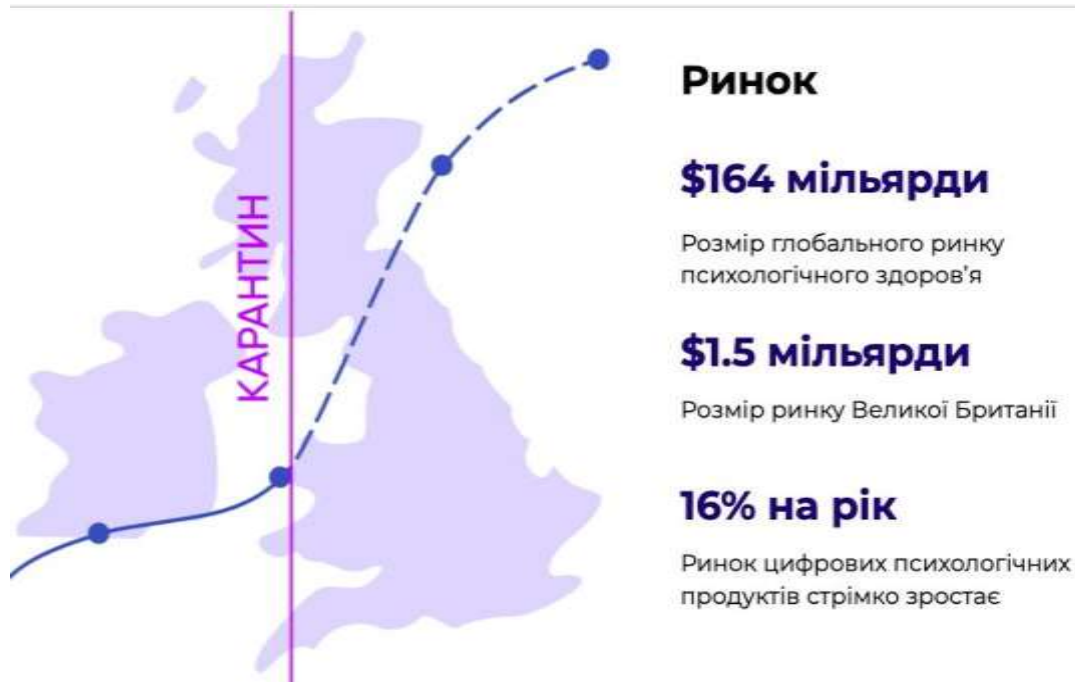 КАРАНТИН
Ринок
$164 мільярди
Розмір глобального ринку
психологічного здоров'я
$1.5 мільярди
Розмір ринку Великої Британії
16% на рік
Ринок цифрових психологічних
продуктів стрімко зростає